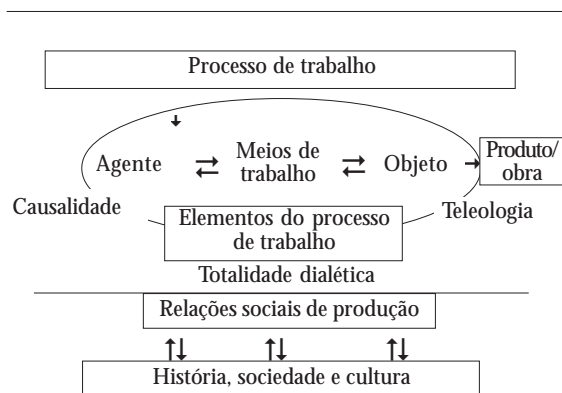 Processo de trabalho
Agente
Meios de
trabalho
Objeto
Produto/
obra
Causalidade
Teleologia
Elementos do processo
de trabalho
Totalidade dialética
Relações sociais de produção
História, sociedade e cultura